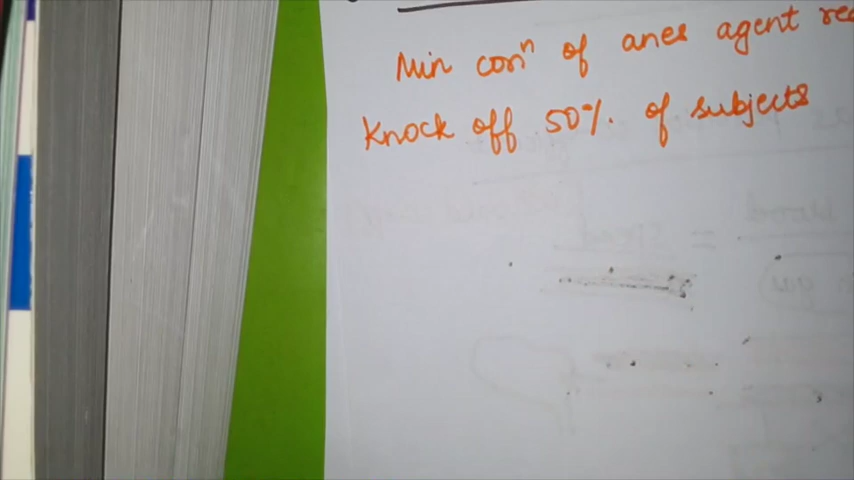 Min conⁿ of anes agent
Knock off 50% of subjects